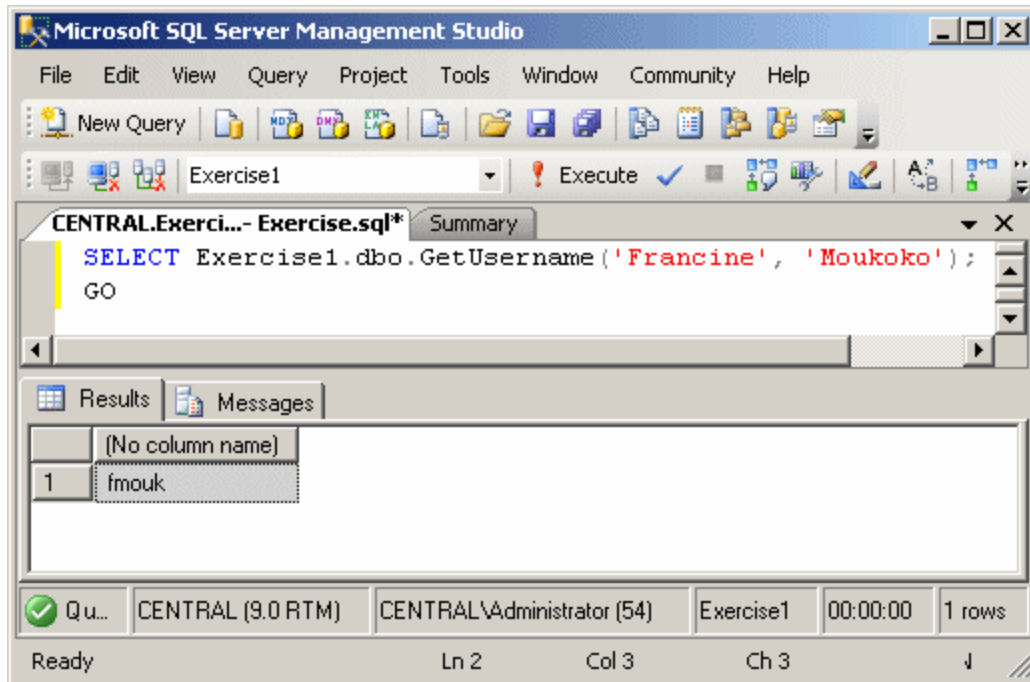 Microsoft SQL Server Management Studio
File Edit View Query Project Tools Window Community Help
New Query
Exercise1 Execute
CENTRAL.Exerci...- Exercise.sql* Summary
SELECT Exercise1.dbo.GetUsername('Francine', 'Moukoko');
GO
Results Messages
(No column name)
1 fmouk
Qu... CENTRAL (9.0 RTM) CENTRAL\Administrator (54) Exercise1 00:00:00 1 rows
Ready Ln 2 Col 3 Ch 3